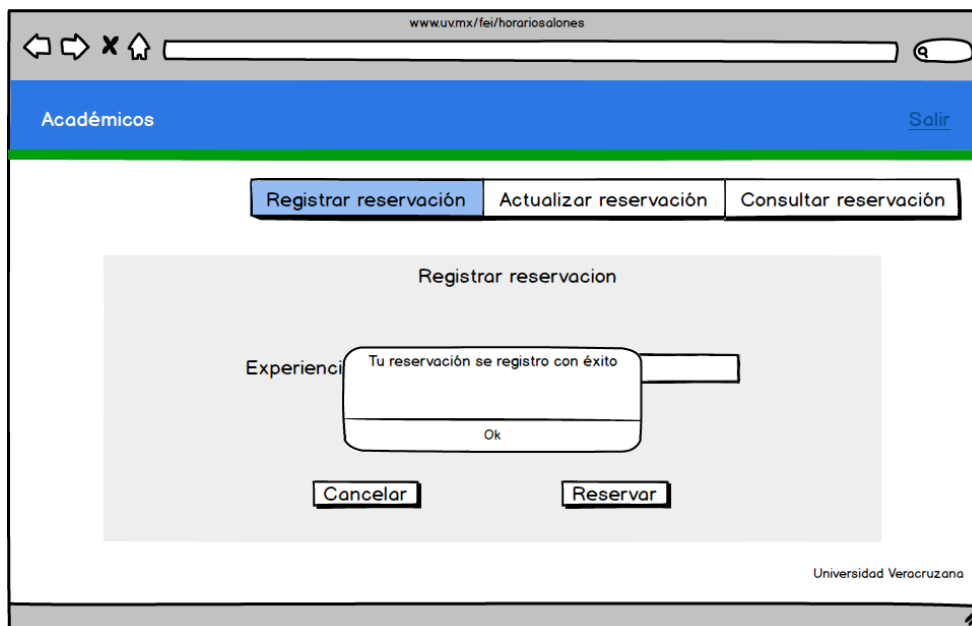 www.uv.mx/fei/horariosalones
Académicos
Salir
Registrar reservación
Actualizar reservación
Consultar reservación
Registrar reservacion
Experienci
Tu reservación se registro con éxito
Ok
Cancelar
Reservar
Universidad Veracruzana